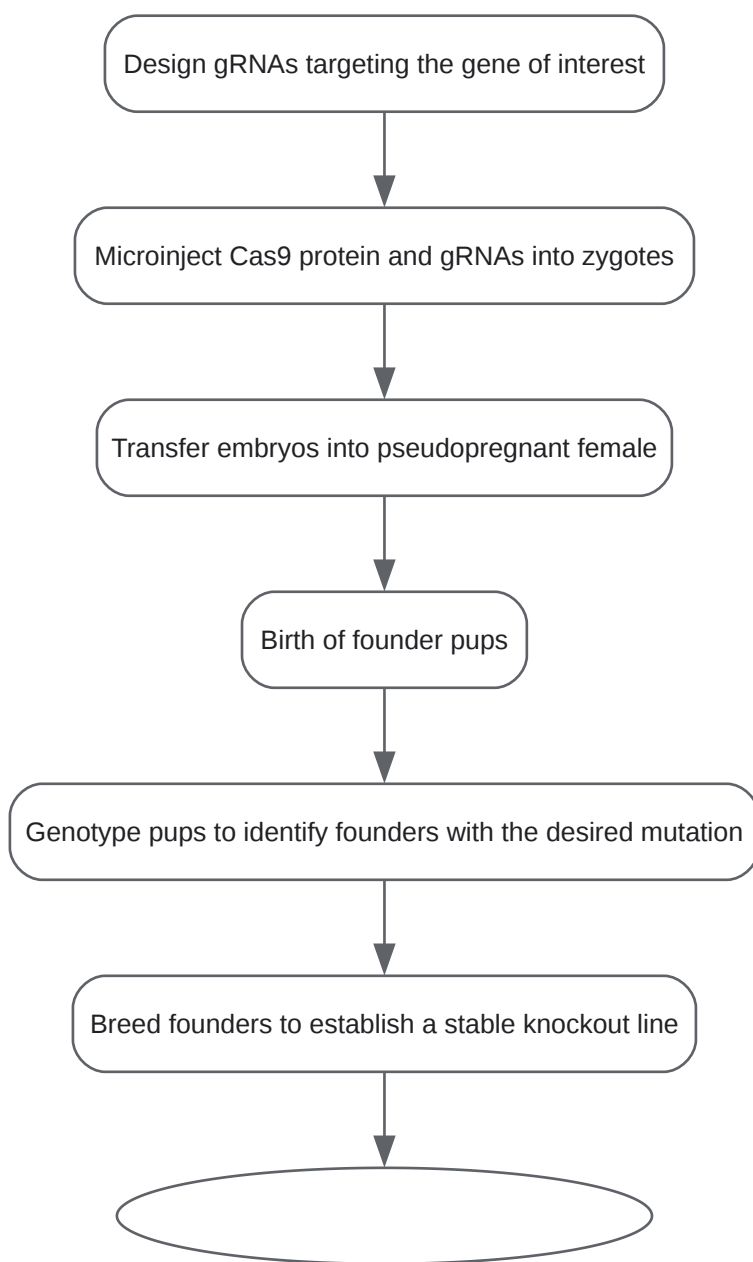 Design gRNAs targeting the gene of interest
Microinject Cas9 protein and gRNAs into zygotes
Transfer embryos into pseudopregnant female
Birth of founder pups
Genotype pups to identify founders with the desired mutation
Breed founders to establish a stable knockout line